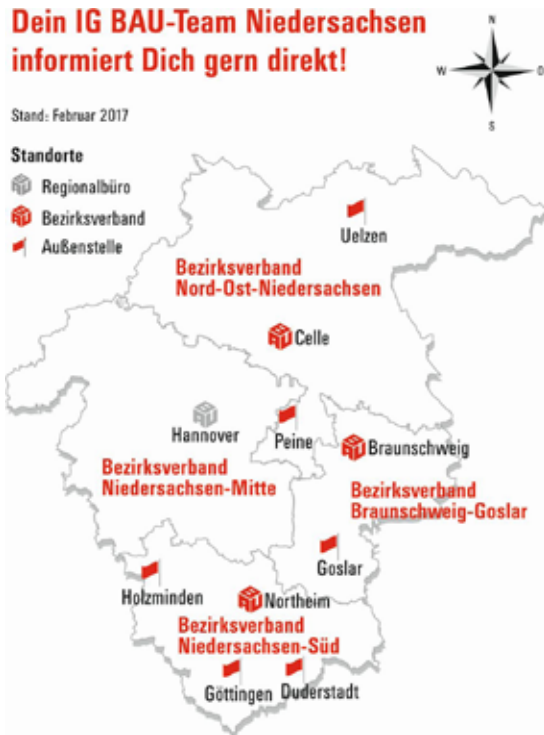 Dein IG BAU-Team Niedersachsen
informiert Dich gern direkt!
N
W
O
S
Stand: Februar 2017
Standorte
Regionalbüro
Bezirksverband
Außenstelle
Uelzen
Bezirksverband
Nord-Ost-Niedersachsen
Celle
Hannover
Peine
Braunschweig
Bezirksverband
Niedersachsen-Mitte
Bezirksverband
Braunschweig-Goslar
Goslar
Holzminden
Northeim
Bezirksverband
Niedersachsen-Süd
Göttingen
Duderstadt